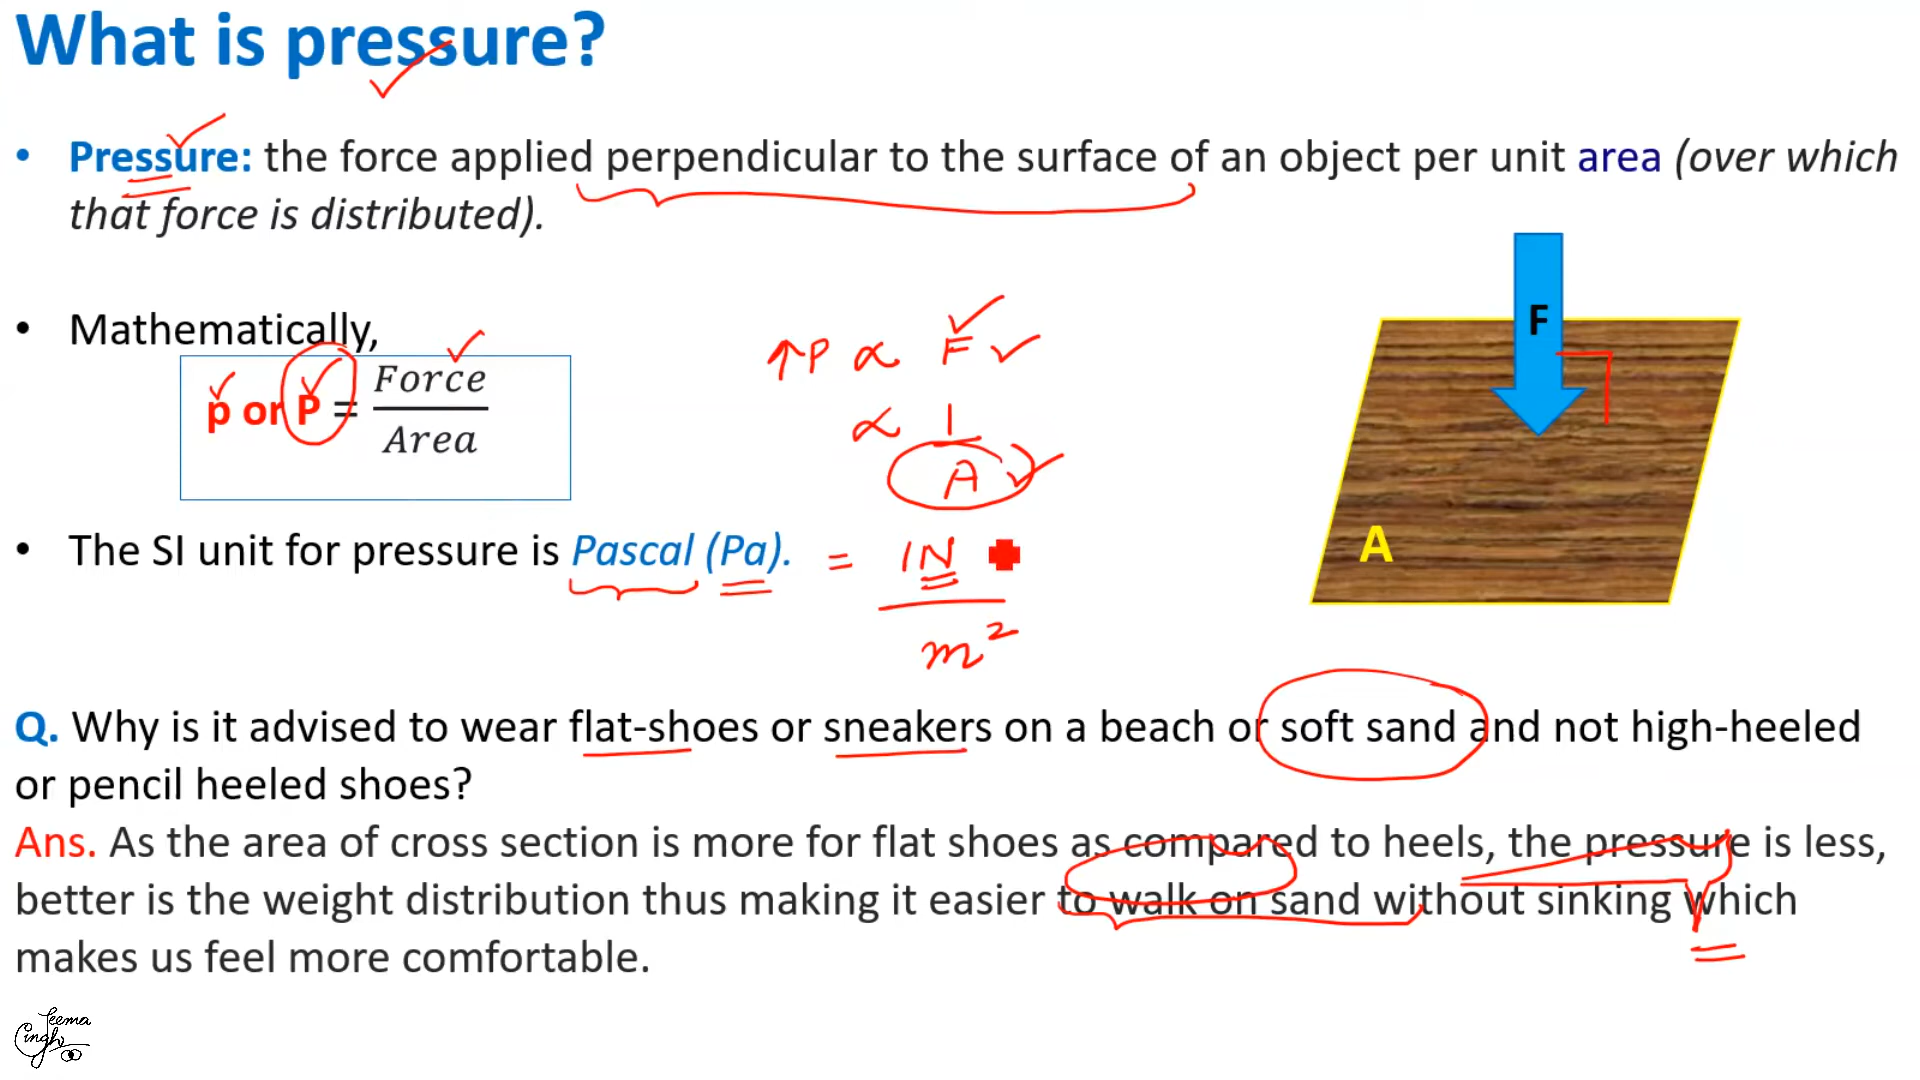 What is pressure?
• Pressure: the force applied perpendicular to the surface of an object per unit area (over which
that force is distributed).
• Mathematically,
p or P = Force
Area
↑P ∝ F
∝ 1
A
F
A
• The SI unit for pressure is Pascal (Pa). = 1N
m²
Q. Why is it advised to wear flat-shoes or sneakers on a beach or soft sand and not high-heeled
or pencil heeled shoes?
Ans. As the area of cross section is more for flat shoes as compared to heels, the pressure is less,
better is the weight distribution thus making it easier to walk on sand without sinking which
makes us feel more comfortable.